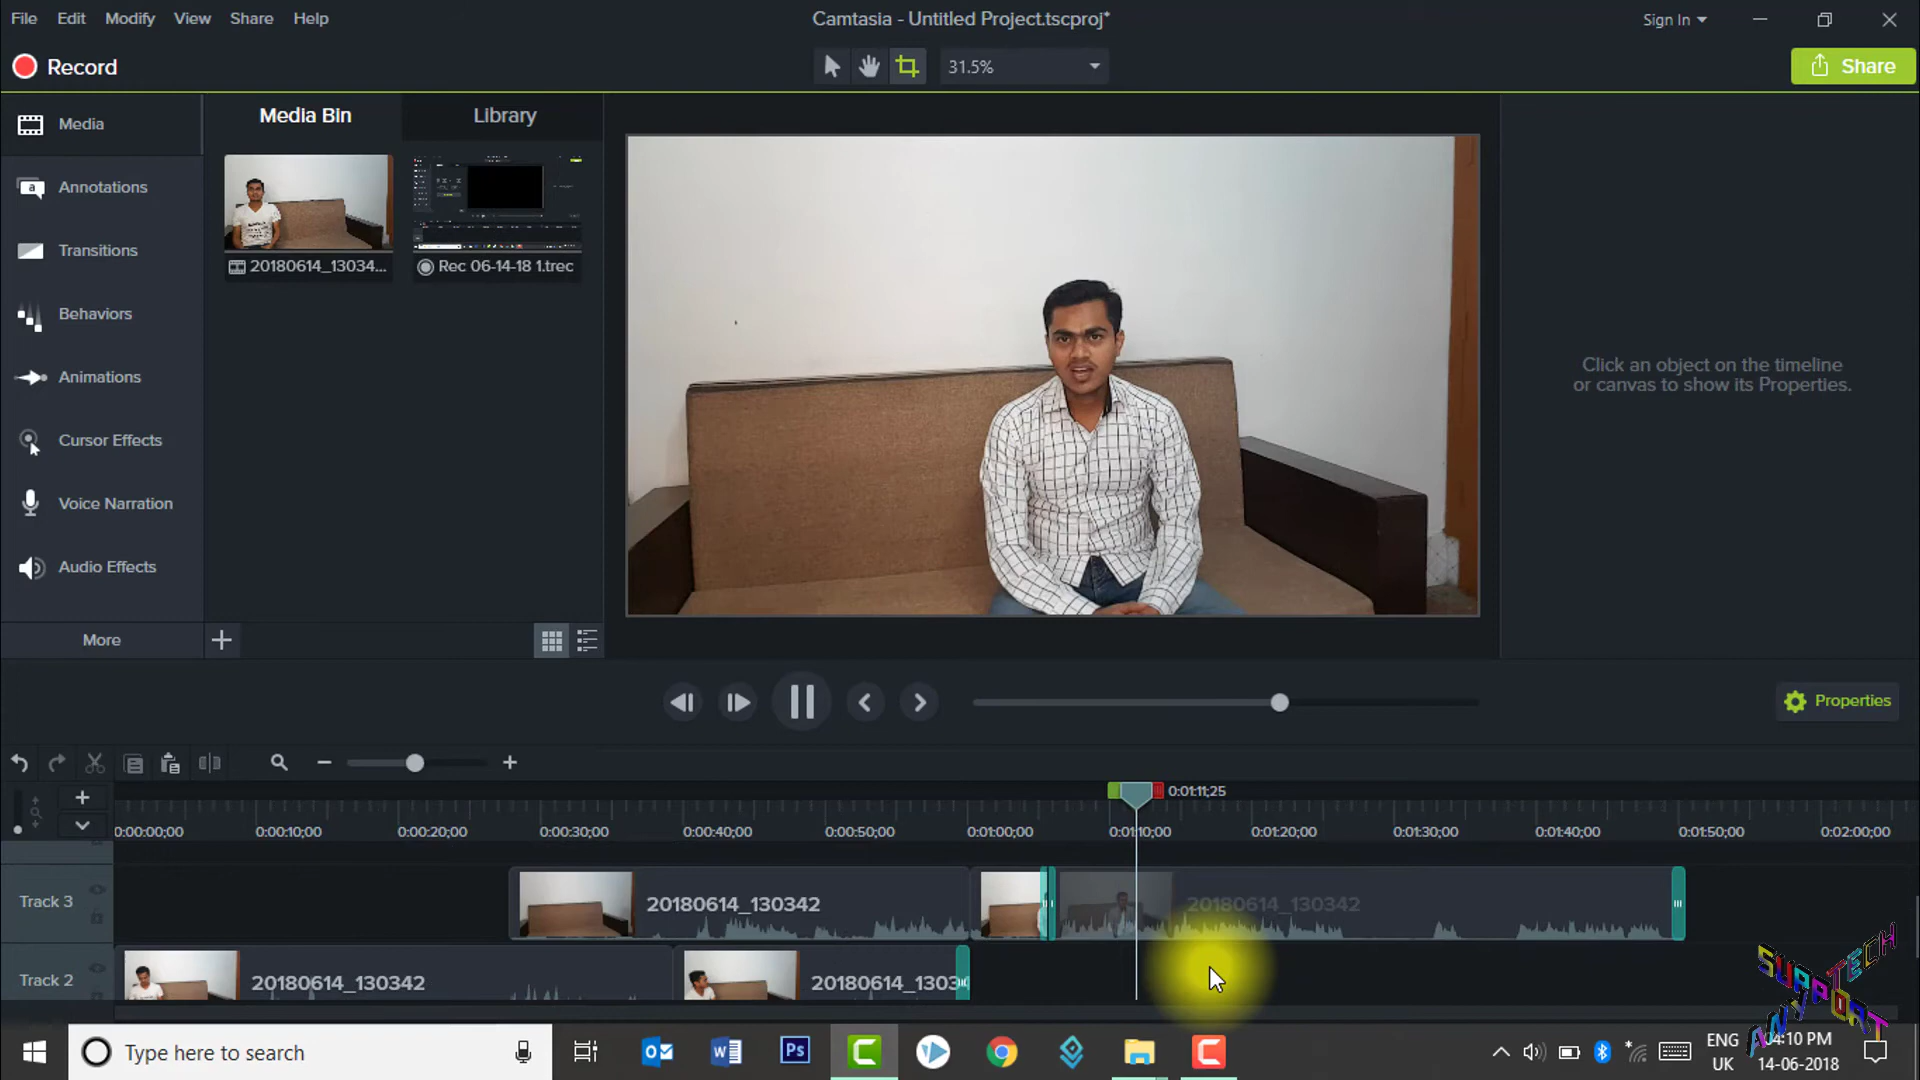 File Edit Modify View Share Help
Camtasia - Untitled Project.tscproj*
Sign In
Record
31.5%
Share
Media
Media Bin
Library
Annotations
Transitions
Behaviors
Animations
Cursor Effects
Voice Narration
Audio Effects
More
20180614_13034...
Rec 06-14-18 1.trec
Click an object on the timeline
or canvas to show its Properties.
Properties
0:01:11;25
0:00:00;00 0:00:10;00 0:00:20;00 0:00:30;00 0:00:40;00 0:00:50;00 0:01:00;00 0:01:10;00 0:01:20;00 0:01:30;00 0:01:40;00 0:01:50;00 0:02:00;00
Track 3
20180614_130342
20180614_130342
Track 2
20180614_130342
20180614_1303
SUPPORT
TECH
ANY
Type here to search
Ps
ENG
UK
04:10 PM
14-06-2018